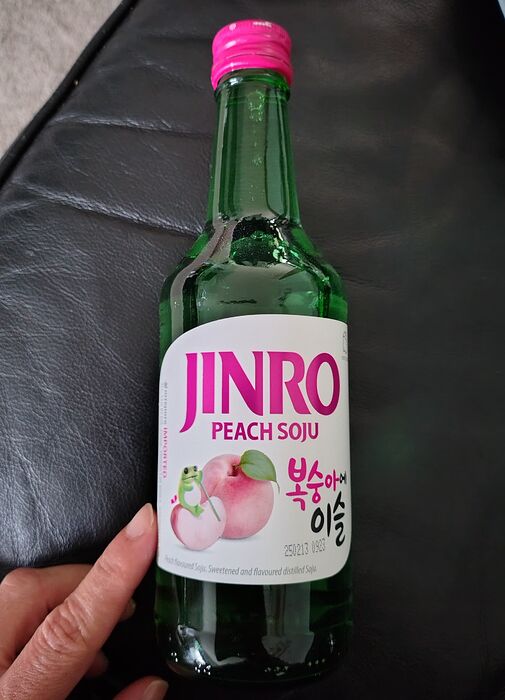 JINRO
PEACH SOJU
복숭아에
이슬
250213 0923
Peach flavoured Soju. Sweetened and flavoured distilled Soju.
IMPORTED